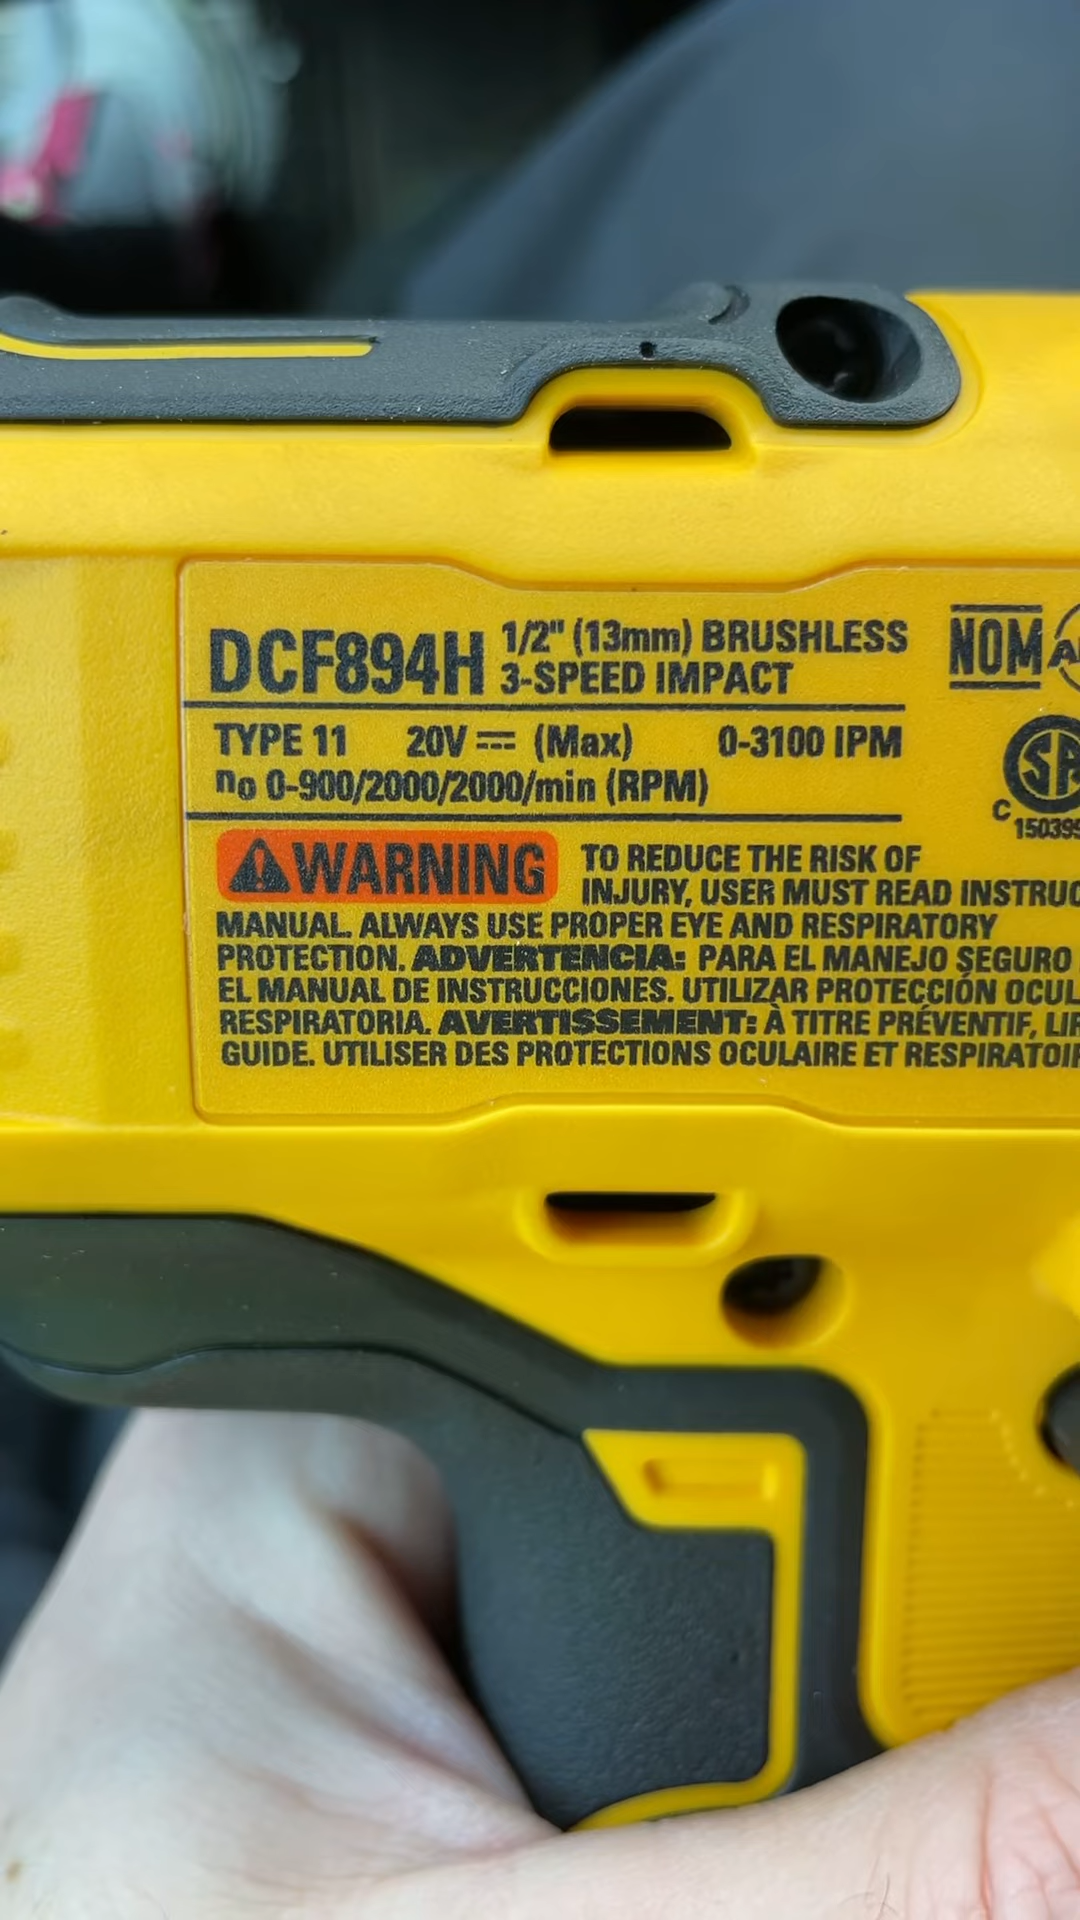 DCF894H 1/2" (13mm) BRUSHLESS
3-SPEED IMPACT
TYPE 11 20V ⎓ (Max) 0-3100 IPM
no 0-900/2000/2000/min (RPM)
NOM
SA
C
WARNING TO REDUCE THE RISK OF
INJURY, USER MUST READ
MANUAL. ALWAYS USE PROPER EYE AND RESPIRATORY
PROTECTION. ADVERTENCIA: PARA EL MANEJO SEGURO
EL MANUAL DE INSTRUCCIONES. UTILIZAR PROTECCIÓN
RESPIRATORIA. AVERTISSEMENT: À TITRE PRÉVENTIF,
GUIDE. UTILISER DES PROTECTIONS OCULAIRE ET